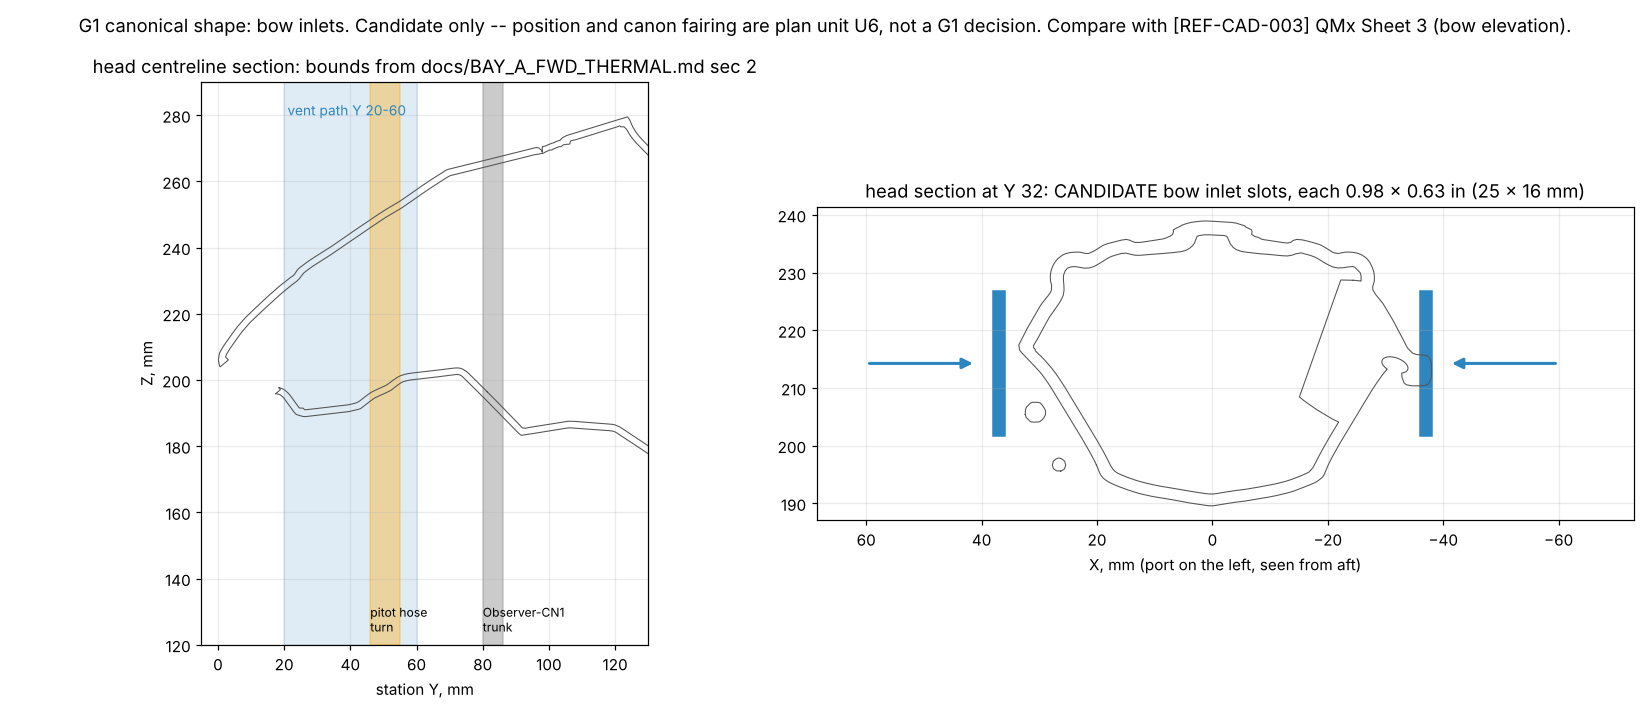 G1 canonical shape: bow inlets. Candidate only -- position and canon fairing are plan unit U6, not a G1 decision. Compare with [REF-CAD-003] QMx Sheet 3 (bow elevation).
head centreline section: bounds from docs/BAY_A_FWD_THERMAL.md sec 2
vent path Y 20-60
280
260
240
220
200
180
160
140
120
Z, mm
pitot hose
turn
Observer-CN1
trunk
0
20
40
60
80
100
120
station Y, mm
head section at Y 32: CANDIDATE bow inlet slots, each 0.98 × 0.63 in (25 × 16 mm)
240
230
220
210
200
190
60
40
20
0
−20
−40
−60
X, mm (port on the left, seen from aft)